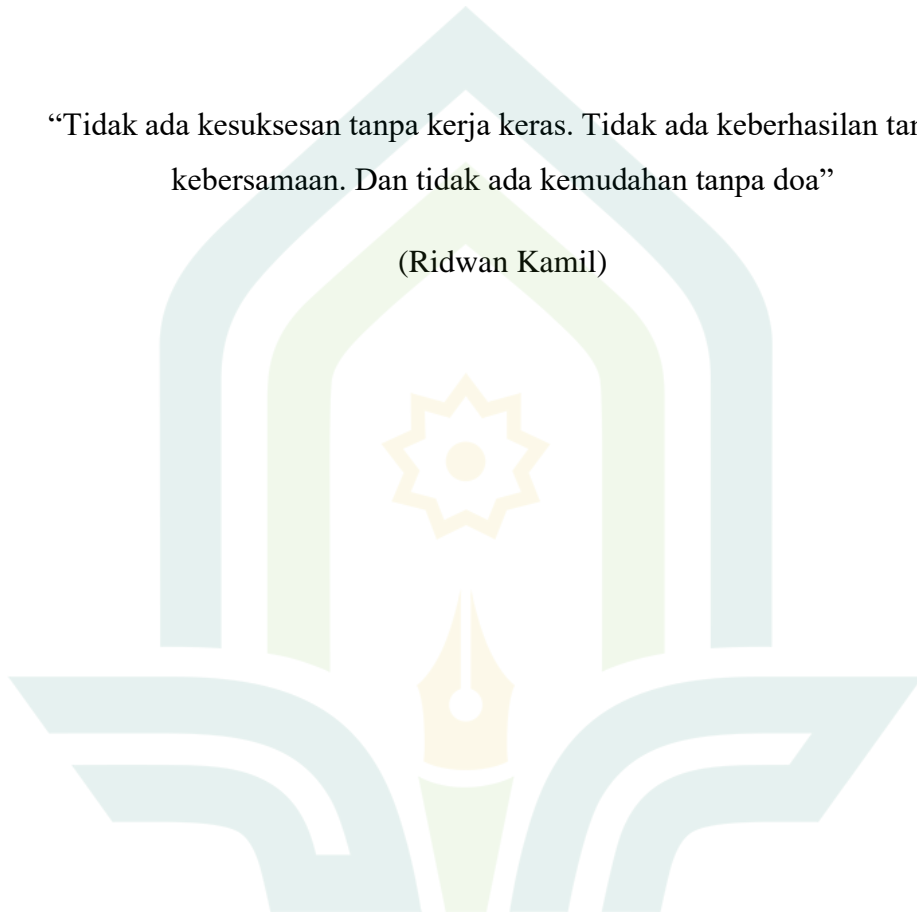 “Tidak ada kesuksesan tanpa kerja keras. Tidak ada keberhasilan
kebersamaan. Dan tidak ada kemudahan tanpa doa”
(Ridwan Kamil)